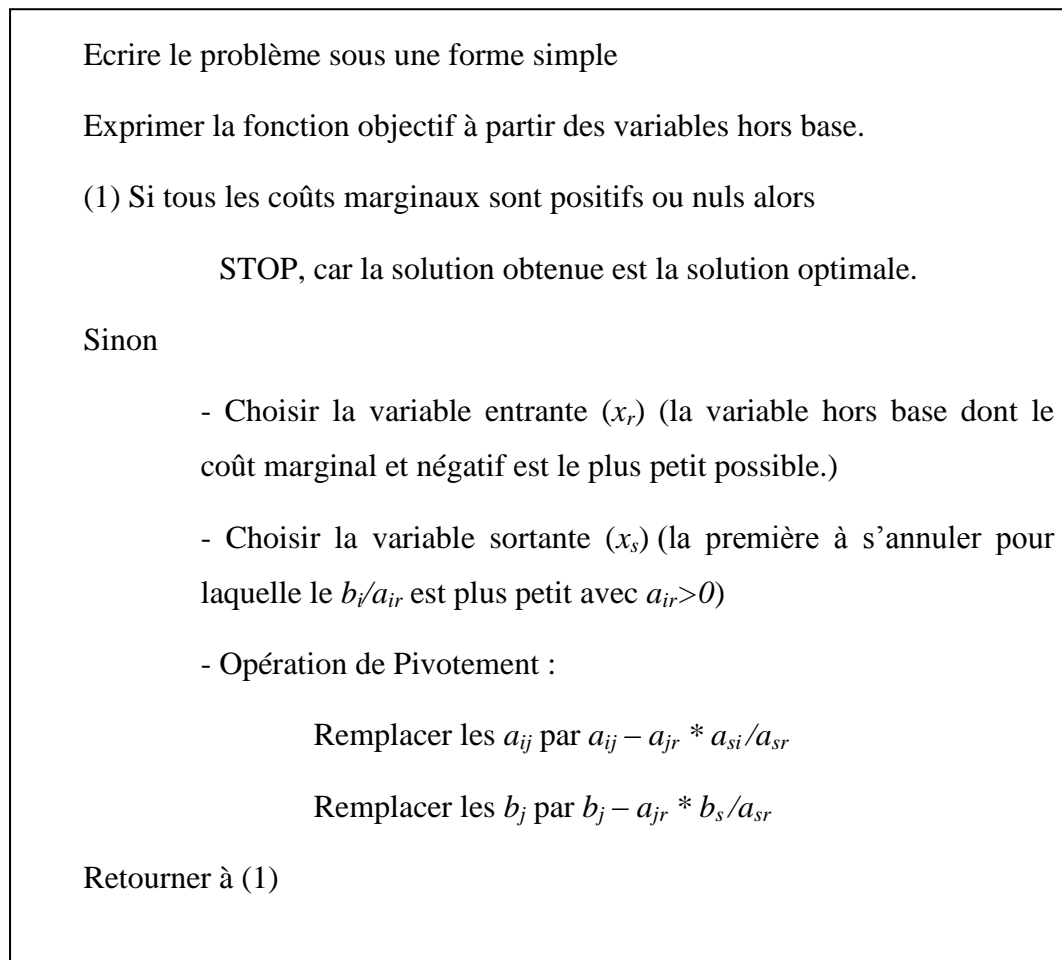 Ecrire le problème sous une forme simple
Exprimer la fonction objectif à partir des variables hors base.
(1) Si tous les coûts marginaux sont positifs ou nuls alors
STOP, car la solution obtenue est la solution optimale.
Sinon
- Choisir la variable entrante (xr) (la variable hors base dont le
coût marginal et négatif est le plus petit possible.)
- Choisir la variable sortante (xs) (la première à s’annuler pour
laquelle le bi/air est plus petit avec air>0)
- Opération de Pivotement :
Remplacer les aij par aij – ajr * asi/asr
Remplacer les bj par bj – ajr * bs/asr
Retourner à (1)